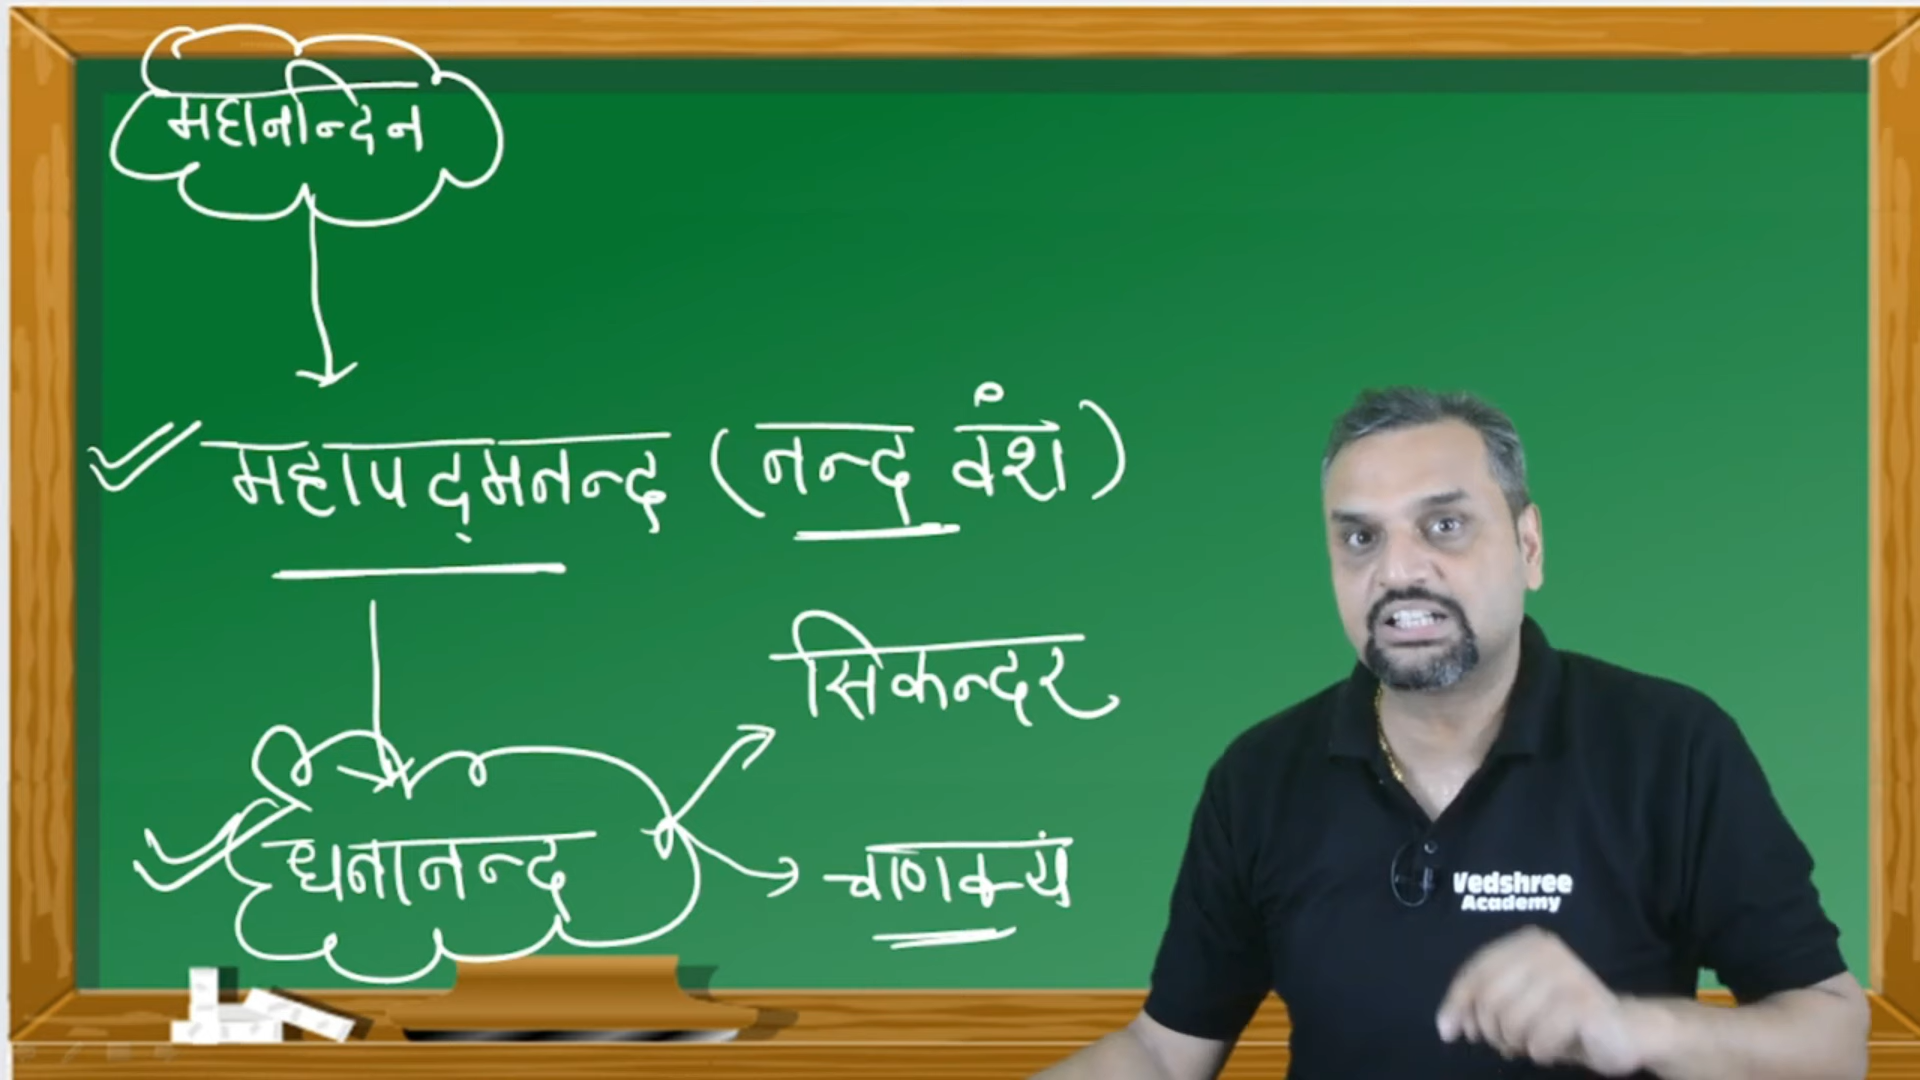 महानन्दिन
महापद्मनन्द (नन्द वंश)
सिकन्दर
धनानन्द
चाणक्य
Vedshree
Academy